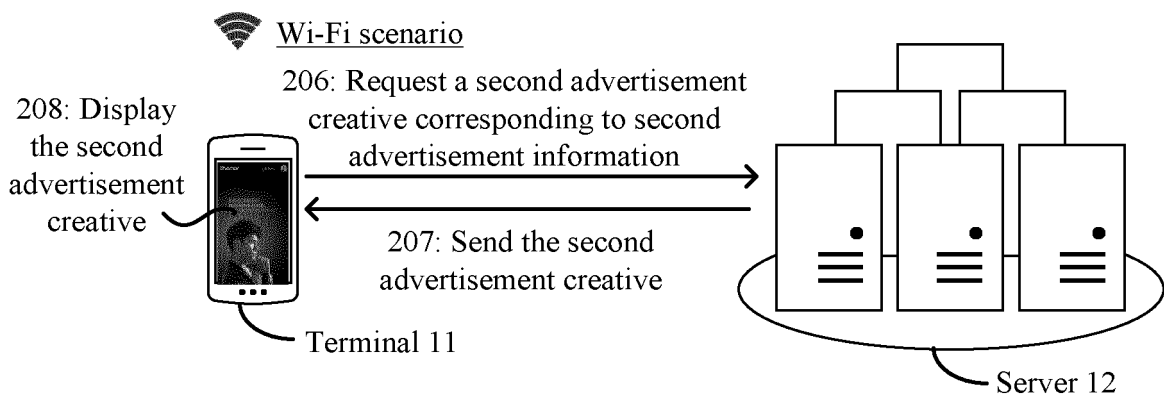 Wi-Fi scenario
206: Request a second advertisement
creative corresponding to second
advertisement information
208: Display
the second
advertisement
creative
207: Send the second
advertisement creative
Terminal 11
Server 12